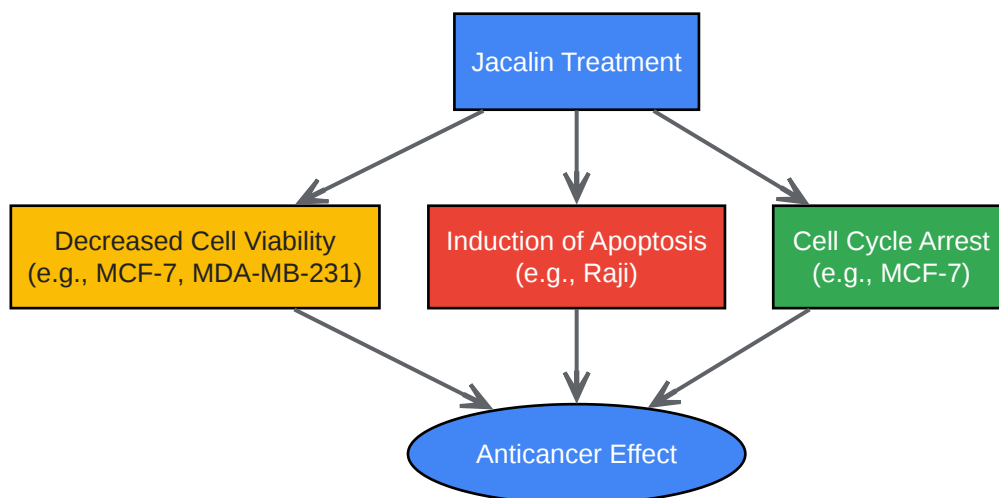 Jacalin Treatment
Decreased Cell Viability
(e.g., MCF-7, MDA-MB-231)
Induction of Apoptosis
(e.g., Raji)
Cell Cycle Arrest
(e.g., MCF-7)
Anticancer Effect